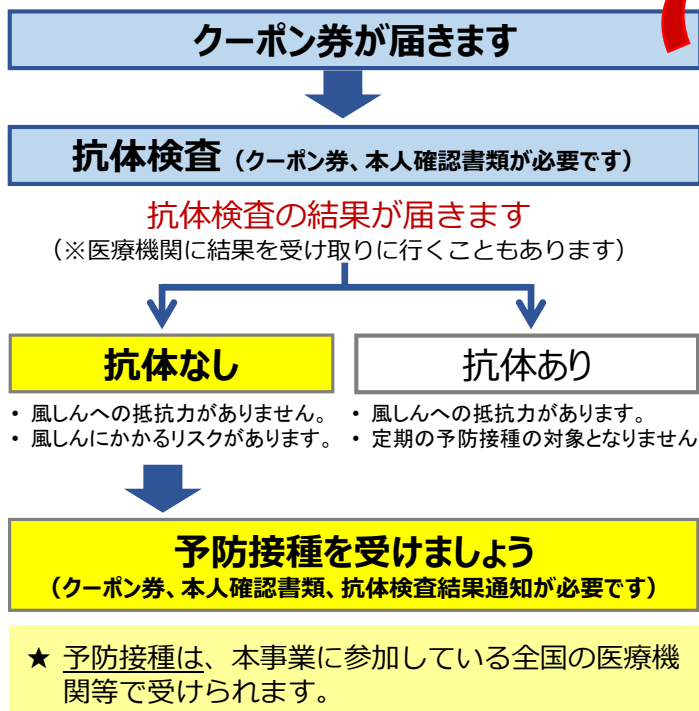 クーポン券が届きます
抗体検査（クーポン券、本人確認書類が必要です）
抗体検査の結果が届きます
（※医療機関に結果を受け取りに行くこともあります）
抗体なし
・ 風しんへの抵抗力がありません。
・ 風しんにかかるリスクがあります。
抗体あり
・ 風しんへの抵抗力があります。
・ 定期の予防接種の対象となりません
予防接種を受けましょう
（クーポン券、本人確認書類、抗体検査結果通知が必要です）
★ 予防接種は、本事業に参加している全国の医療機
関等で受けられます。